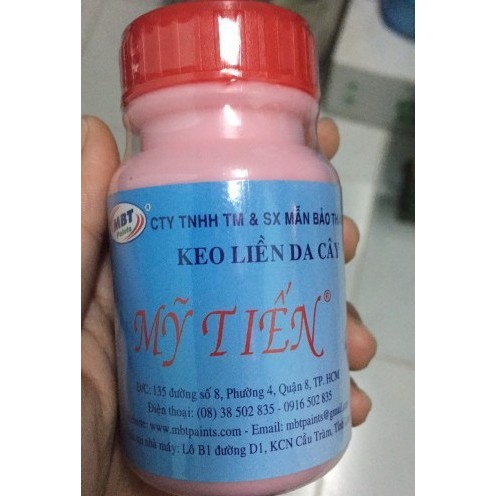 MBT
Paints
®
CTY TNHH TM & SX MẪN BẢO
KEO LIỀN DA CÂY
MỸ TIẾN®
Đ/C: 135 đường số 8, Phường 4, Quận 8, TP. HCM
Điện thoại: (08) 38 502 835 - 0916 502 835
www.mbtpaints.com - Email: mbtpaints@gmail
nhà máy: Lô B1 đường D1, KCN Cầu Tràm,